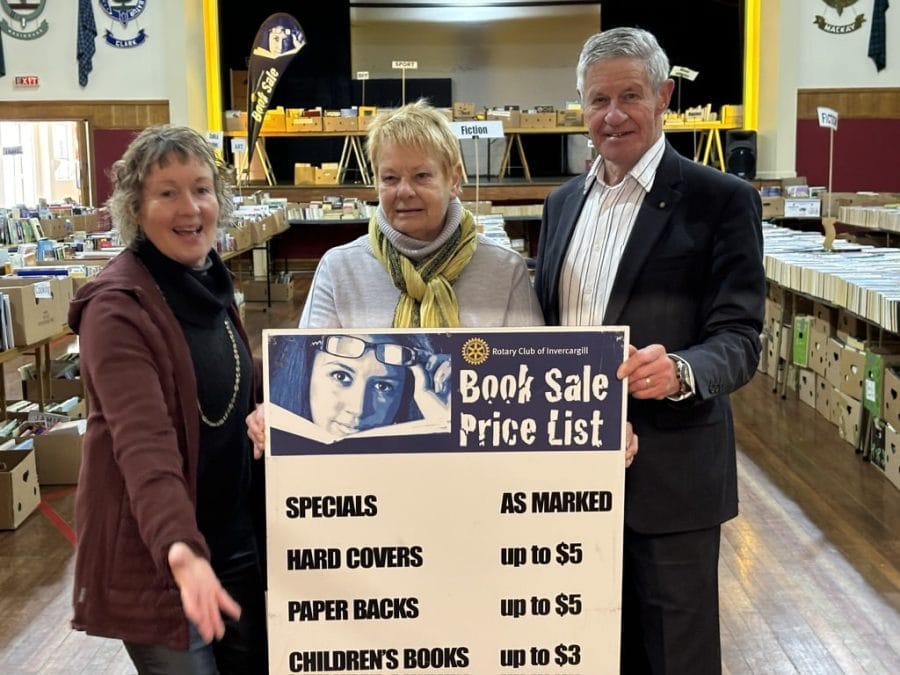 CLARK
MACKAY
EXIT
Book Sale
SPORT
ART
Fiction
Fiction
Rotary Club of Invercargill
Book Sale
Price List
SPECIALS AS MARKED
HARD COVERS up to $5
PAPER BACKS up to $5
CHILDREN'S BOOKS up to $3